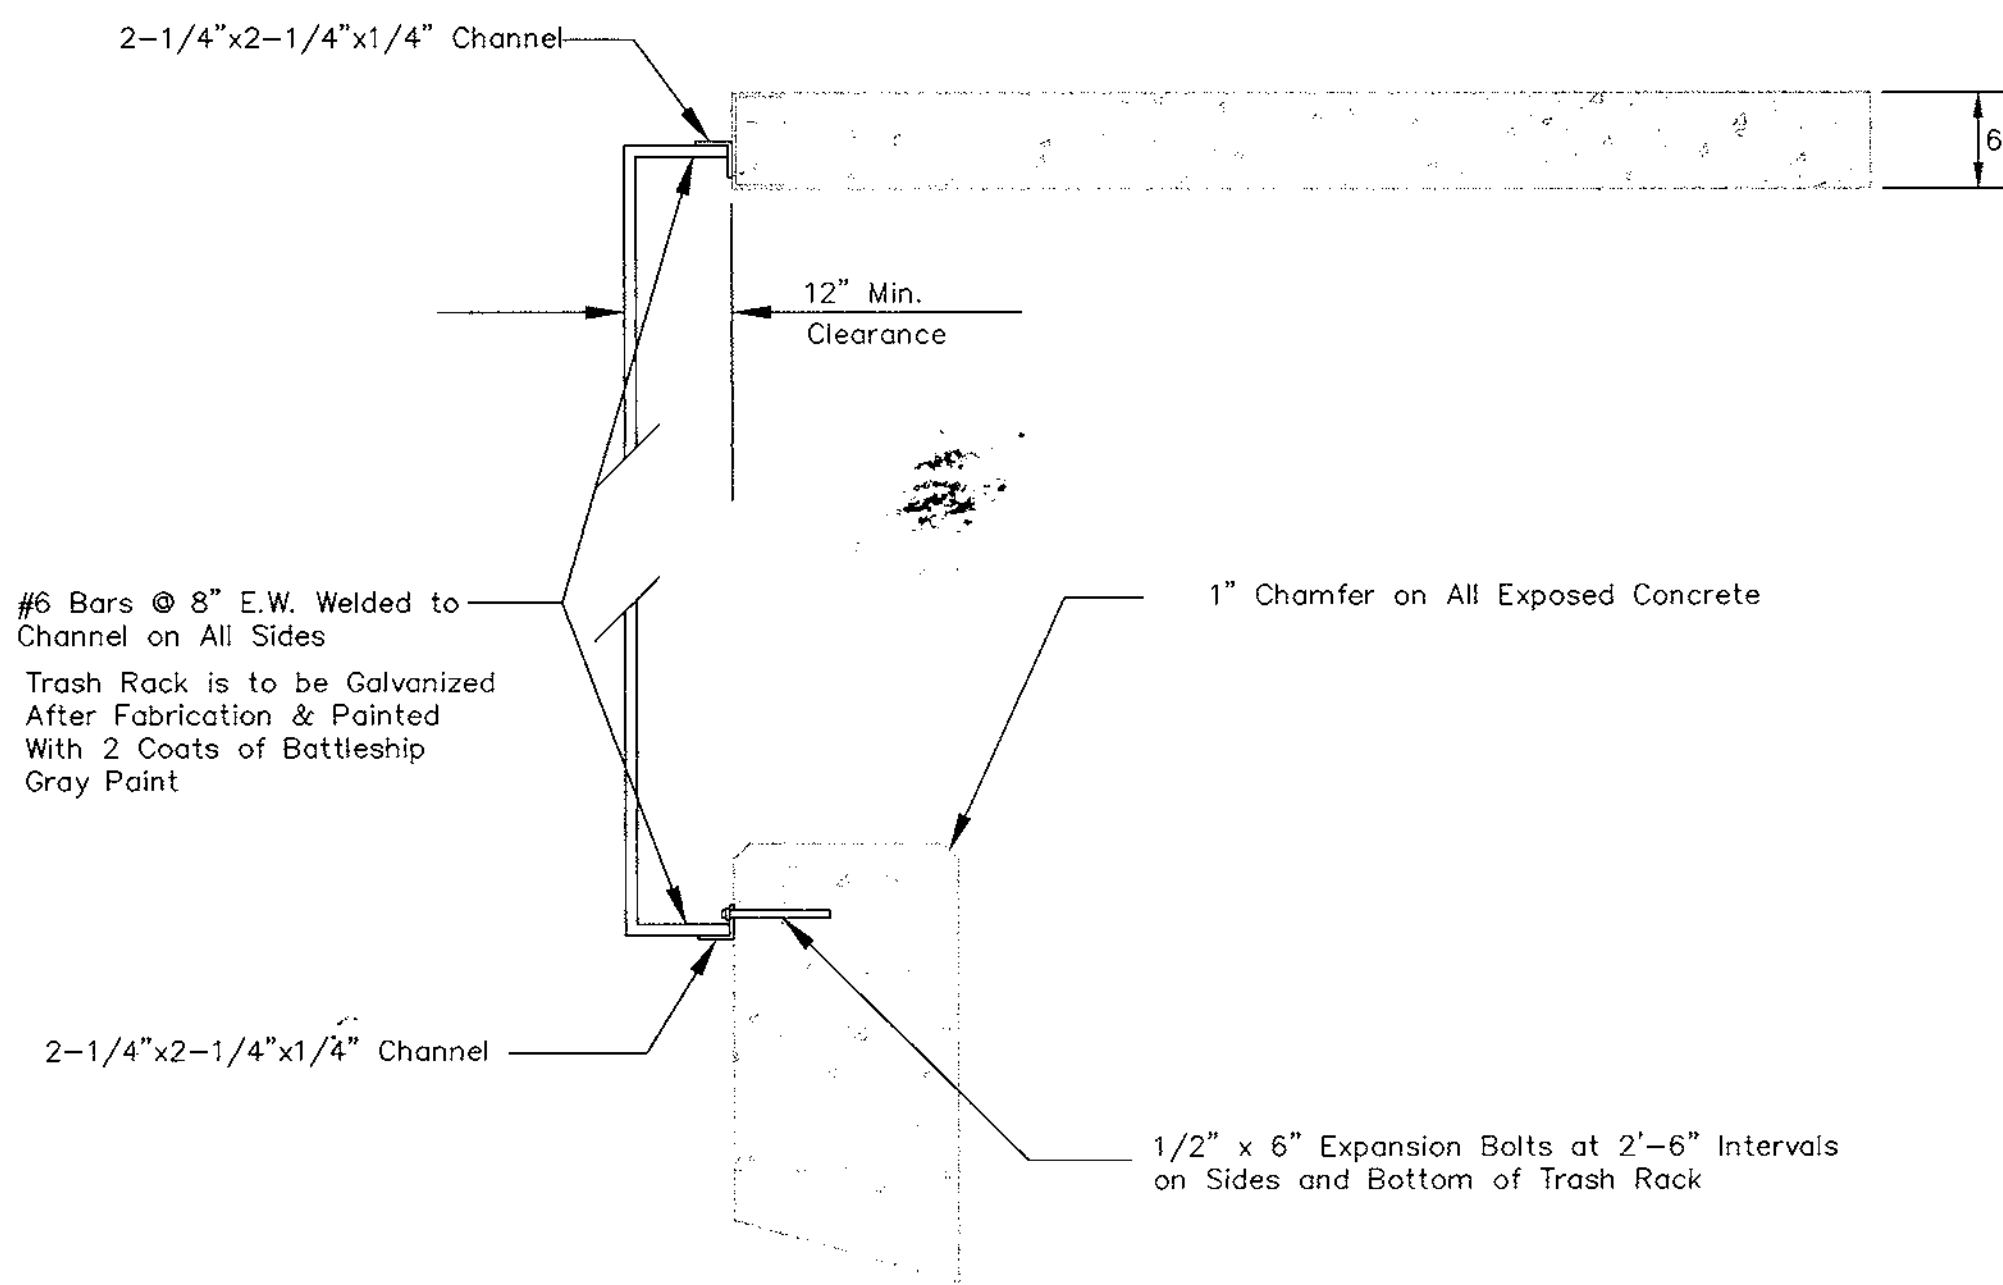 2-1/4"x2-1/4"x1/4" Channel
6
12" Min.
Clearance
#6 Bars @ 8" E.W. Welded to
Channel on All Sides
Trash Rack is to be Galvanized
After Fabrication & Painted
With 2 Coats of Battleship
Gray Paint
1" Chamfer on All Exposed Concrete
2-1/4"x2-1/4"x1/4" Channel
1/2" x 6" Expansion Bolts at 2'-6" Intervals
on Sides and Bottom of Trash Rack